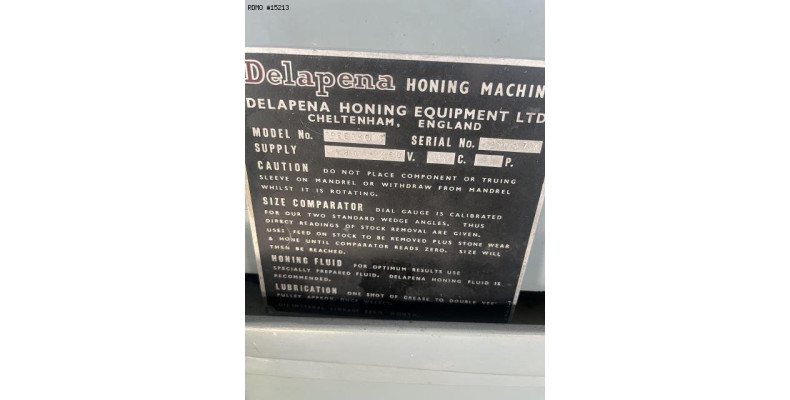 RDMO #15213
Delapena HONING MACHIN
DELAPENA HONING EQUIPMENT LTD
CHELTENHAM, ENGLAND
MODEL No. SERIAL No.
SUPPLY V. C. P.
CAUTION DO NOT PLACE COMPONENT OR TRUING
SLEEVE ON MANDREL OR WITHDRAW FROM MANDREL
WHILST IT IS ROTATING.
SIZE COMPARATOR DIAL GAUGE IS CALIBRATED
FOR OUR TWO STANDARD WEDGE ANGLES. THUS
DIRECT READINGS OF STOCK REMOVAL ARE GIVEN.
USES FEED ON STOCK TO BE REMOVED PLUS STONE WEAR
& HONE UNTIL COMPARATOR READS ZERO. SIZE WILL
THEN BE REACHED.
HONING FLUID FOR OPTIMUM RESULTS USE
SPECIALLY PREPARED FLUID. DELAPENA HONING FLUID IS
RECOMMENDED.
LUBRICATION ONE SHOT OF GREASE TO DOUBLE
PULLEY